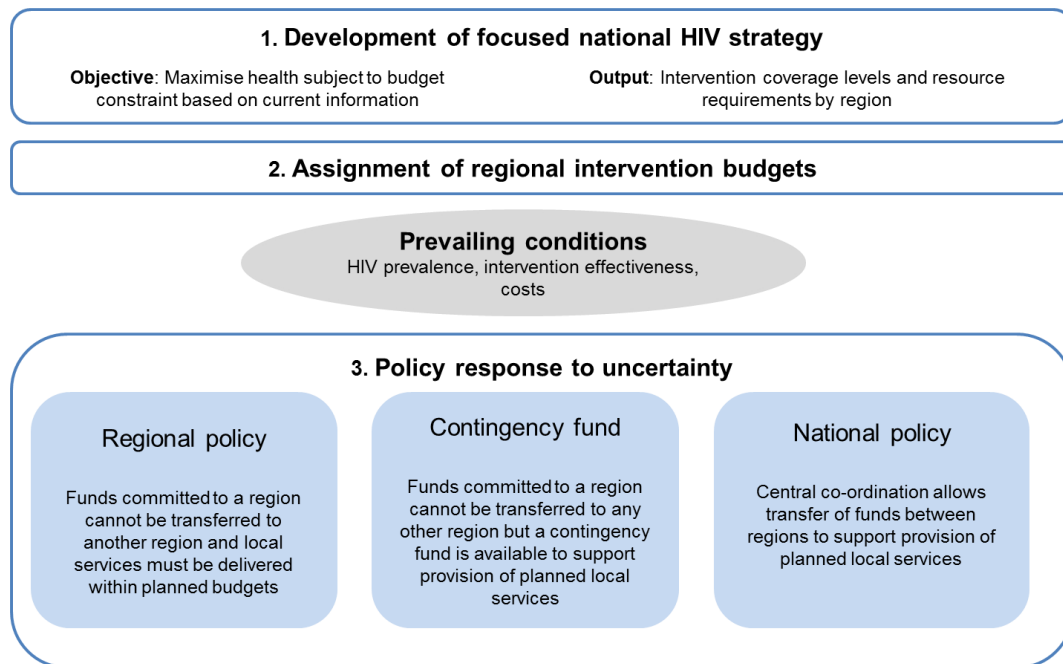 1. Development of focused national HIV strategy
Objective: Maximise health subject to budget
constraint based on current information
Output: Intervention coverage levels and resource
requirements by region
2. Assignment of regional intervention budgets
Prevailing conditions
HIV prevalence, intervention effectiveness,
costs
3. Policy response to uncertainty
Regional policy
Funds committed to a region
cannot be transferred to
another region and local
services must be delivered
within planned budgets
Contingency fund
Funds committed to a region
cannot be transferred to any
other region but a contingency
fund is available to support
provision of planned local
services
National policy
Central co-ordination allows
transfer of funds between
regions to support provision of
planned local services